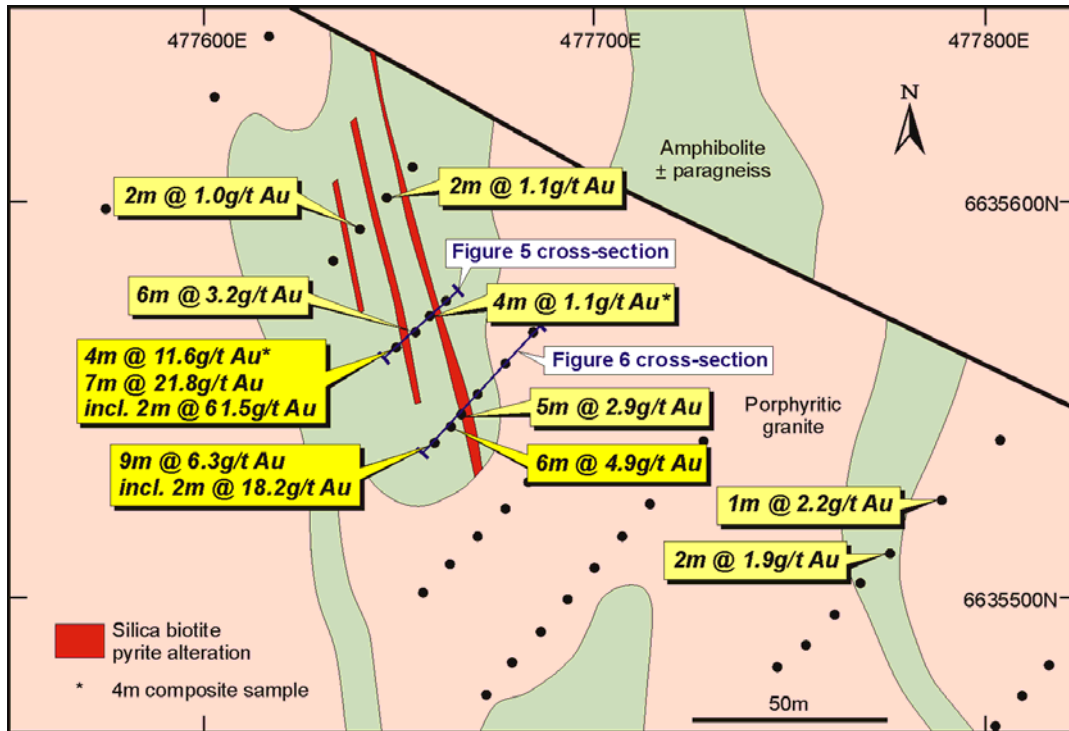 477600E
477700E
477800E
N
Amphibolite
± paragneiss
2m @ 1.0g/t Au
2m @ 1.1g/t Au
6635600N
Figure 5 cross-section
6m @ 3.2g/t Au
4m @ 1.1g/t Au*
4m @ 11.6g/t Au*
7m @ 21.8g/t Au
incl. 2m @ 61.5g/t Au
Figure 6 cross-section
Porphyritic
granite
5m @ 2.9g/t Au
9m @ 6.3g/t Au
incl. 2m @ 18.2g/t Au
6m @ 4.9g/t Au
1m @ 2.2g/t Au
2m @ 1.9g/t Au
6635500N
Silica biotite
pyrite alteration
* 4m composite sample
50m